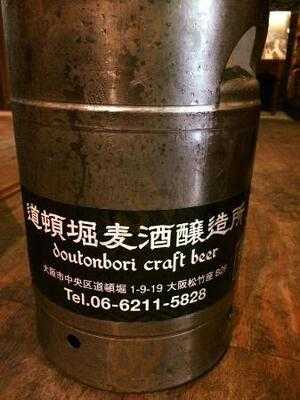 道頓堀麦酒醸造所
doutonbori craft beer
大阪市中央区道頓堀 1-9-19 大阪松竹座 B2F
Tel.06-6211-5828